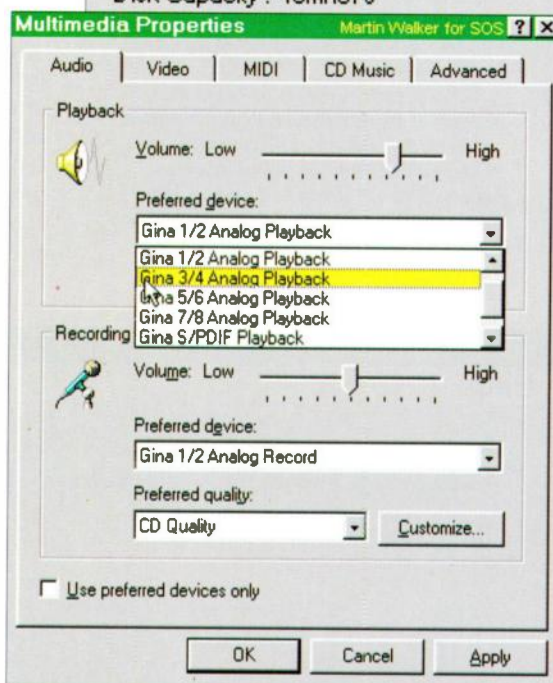 Multimedia Properties Martin Walker for SOS ? X
Audio Video MIDI CD Music Advanced
Playback
Volume: Low High
Preferred device:
Gina 1/2 Analog Playback
Gina 1/2 Analog Playback
Gina 3/4 Analog Playback
Gina 5/6 Analog Playback
Gina 7/8 Analog Playback
Gina S/PDIF Playback
Recording
Volume: Low High
Preferred device:
Gina 1/2 Analog Record
Preferred quality:
CD Quality Customize...
Use preferred devices only
OK Cancel Apply